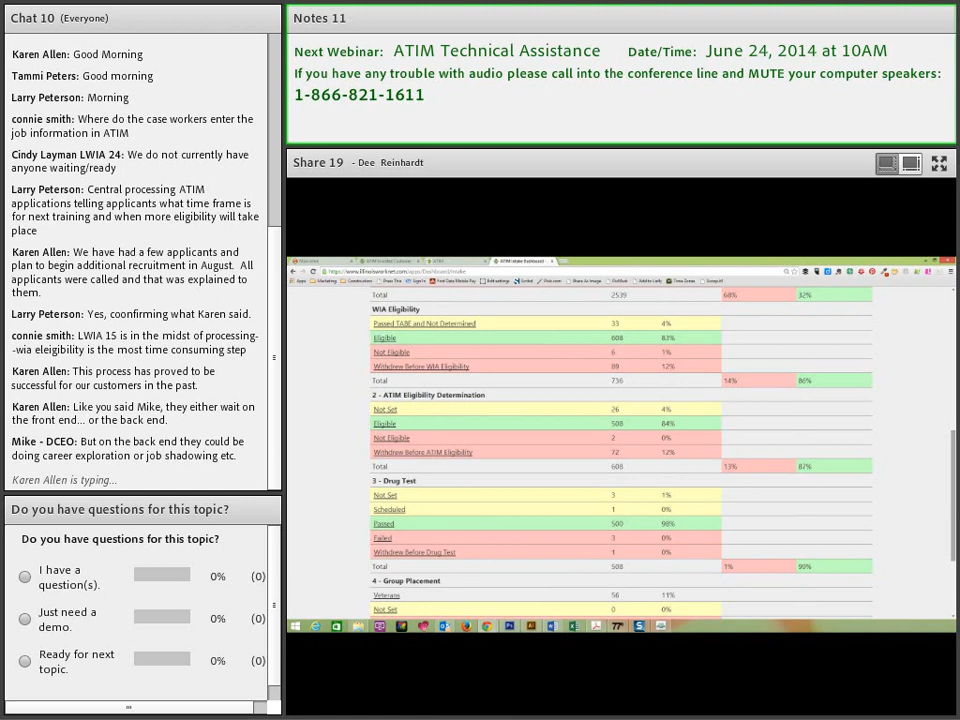 Chat 10 (Everyone)
Karen Allen: Good Morning
Tammi Peters: Good morning
Larry Peterson: Morning
connie smith: Where do the case workers enter the
job information in ATIM
Cindy Layman LWIA 24: We do not currently have
anyone waiting/ready
Larry Peterson: Central processing ATIM
applications telling applicants what time frame is
for next training and when more eligibility will take
place
Karen Allen: We have had a few applicants and
plan to begin additional recruitment in August. All
applicants were called and that was explained to
them.
Larry Peterson: Yes, coonfirming what Karen said.
connie smith: LWIA 15 is in the midst of processing-
-wia eleigibility is the most time consuming step
Karen Allen: This process has proved to be
successful for our customers in the past.
Karen Allen: Like you said Mike, they either wait on
the front end... or the back end.
Mike - DCEO: But on the back end they could be
doing career exploration or job shadowing etc.
Karen Allen is typing...
Do you have questions for this topic?
Do you have questions for this topic?
I have a
question(s). 0% (0)
Just need a
demo. 0% (0)
Ready for next
topic. 0% (0)
Notes 11
Next Webinar: ATIM Technical Assistance Date/Time: June 24, 2014 at 10AM
If you have any trouble with audio please call into the conference line and MUTE your computer speakers:
1-866-821-1611
Share 19 - Dee Reinhardt
Total 2539 68% 32%
WIA Eligibility
Passed TABE and Not Determined 33 4%
Eligible 608 83%
Not Eligible 6 1%
Withdrew Before WIA Eligibility 89 12%
Total 736 14% 86%
2 - ATIM Eligibility Determination
Not Set 26 4%
Eligible 508 84%
Not Eligible 2 0%
Withdrew Before ATIM Eligibility 72 12%
Total 608 13% 87%
3 - Drug Test
Not Set 3 1%
Scheduled 1 0%
Passed 500 98%
Failed 3 0%
Withdrew Before Drug Test 1 0%
Total 508 1% 99%
4 - Group Placement
Veterans 56 11%
Not Set 0 0%